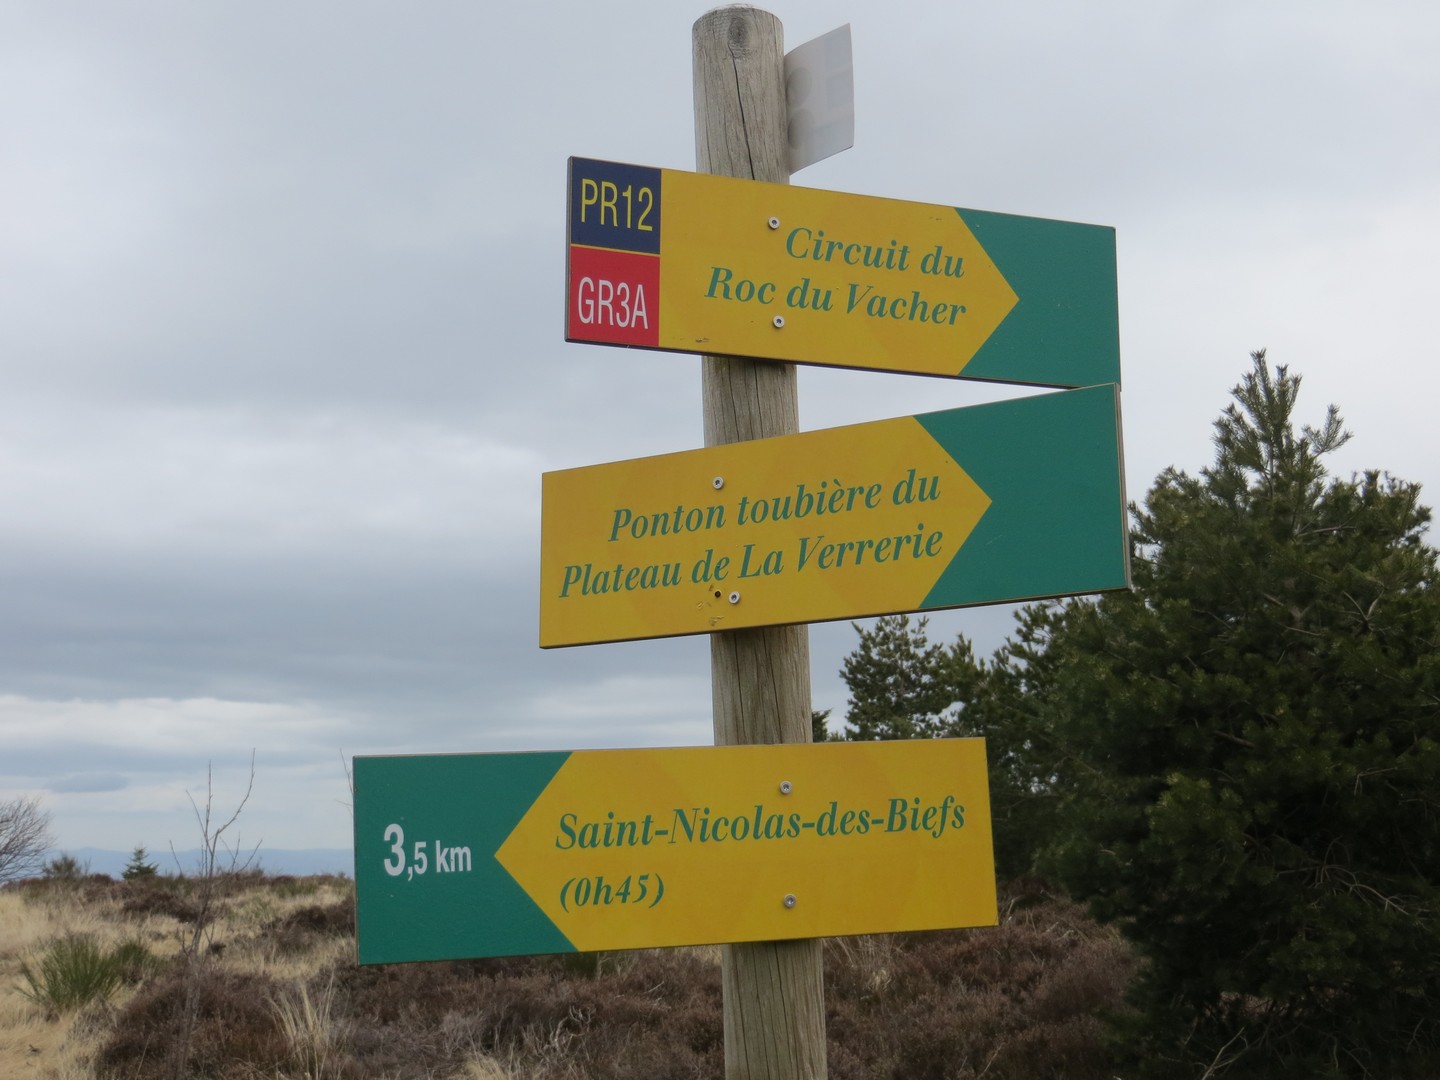 PR12
GR3A
Circuit du
Roc du Vacher
Ponton toubière du
Plateau de La Verrerie
3,5 km
Saint-Nicolas-des-Biefs
(0h45)